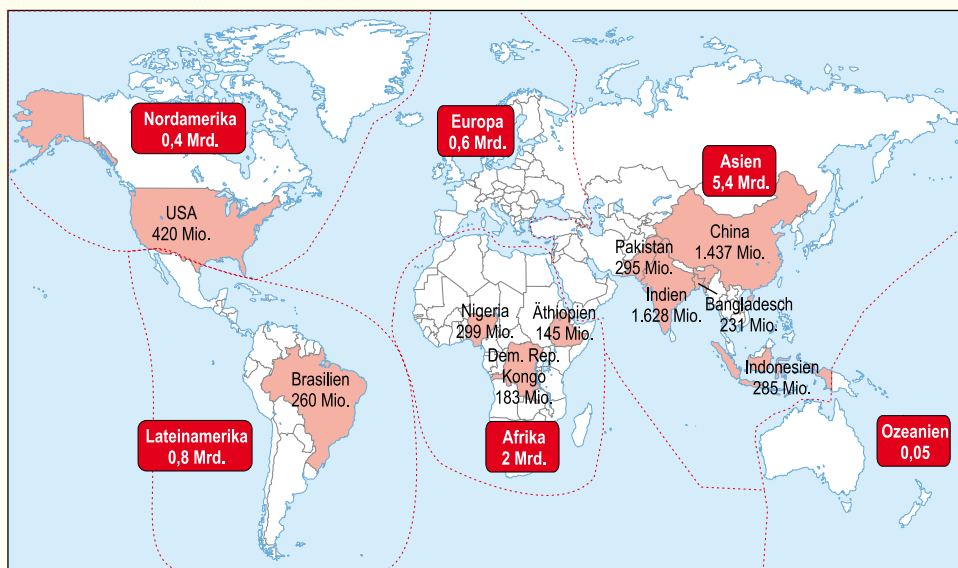 Nordamerika
0,4 Mrd.
Europa
0,6 Mrd.
Asien
5,4 Mrd.
USA
420 Mio.
China
1.437 Mio.
Pakistan
295 Mio.
Indien
1.628 Mio.
Bangladesch
231 Mio.
Nigeria
299 Mio.
Äthiopien
145 Mio.
Dem. Rep.
Kongo
183 Mio.
Indonesien
285 Mio.
Brasilien
260 Mio.
Lateinamerika
0,8 Mrd.
Afrika
2 Mrd.
Ozeanien
0,05